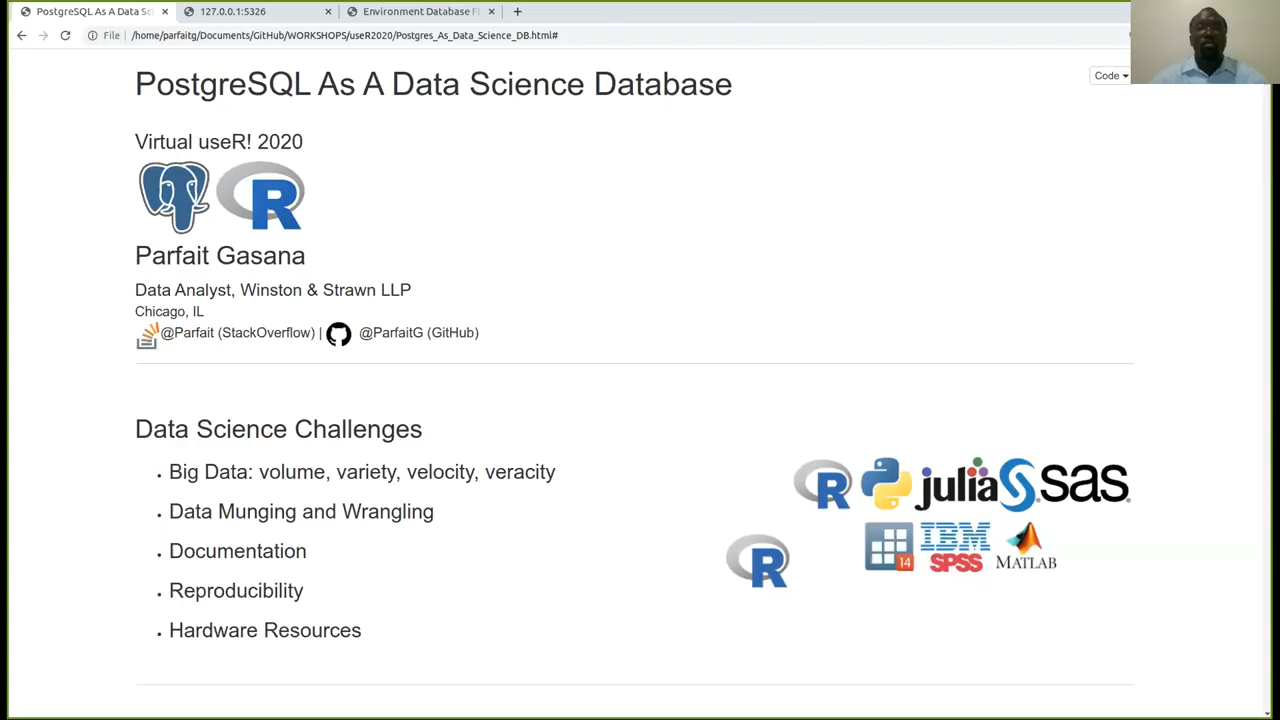 PostgreSQL As A Data Sc
127.0.0.1:5326
Environment Database F
File
/home/parfaitg/Documents/GitHub/WORKSHOPS/useR2020/Postgres_As_Data_Science_DB.html#
PostgreSQL As A Data Science Database
Code
Virtual useR! 2020
R
Parfait Gasana
Data Analyst, Winston & Strawn LLP
Chicago, IL
@Parfait (StackOverflow) | @ParfaitG (GitHub)
Data Science Challenges
• Big Data: volume, variety, velocity, veracity
• Data Munging and Wrangling
• Documentation
• Reproducibility
• Hardware Resources
R julia sas
R 14 IBM SPSS MATLAB